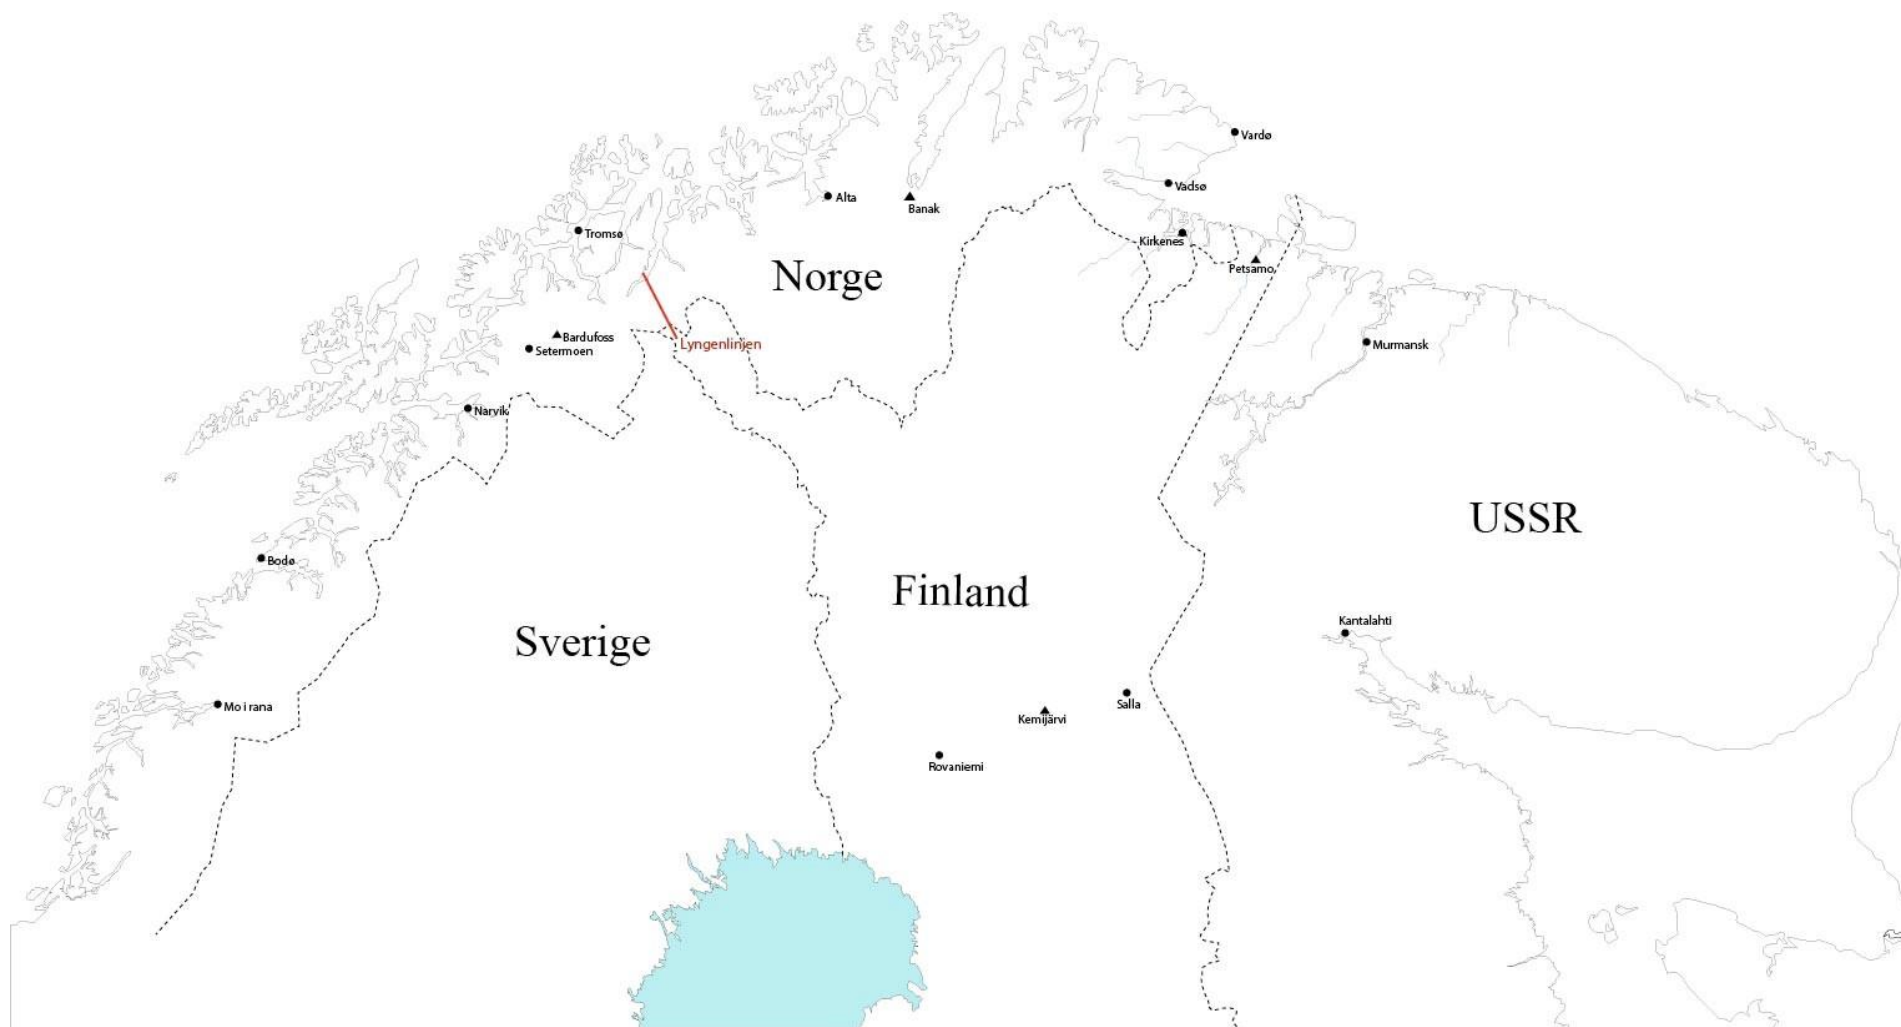 Vardø
Vadsø
Alta
Banak
Tromsø
Kirkenes
Norge
Petsamo
Bardufoss
Lyngenlinjen
Setermoen
Murmansk
Narvik
USSR
Bodø
Finland
Kantalahti
Sverige
Mo i rana
Salla
Kemijärvi
Rovaniemi